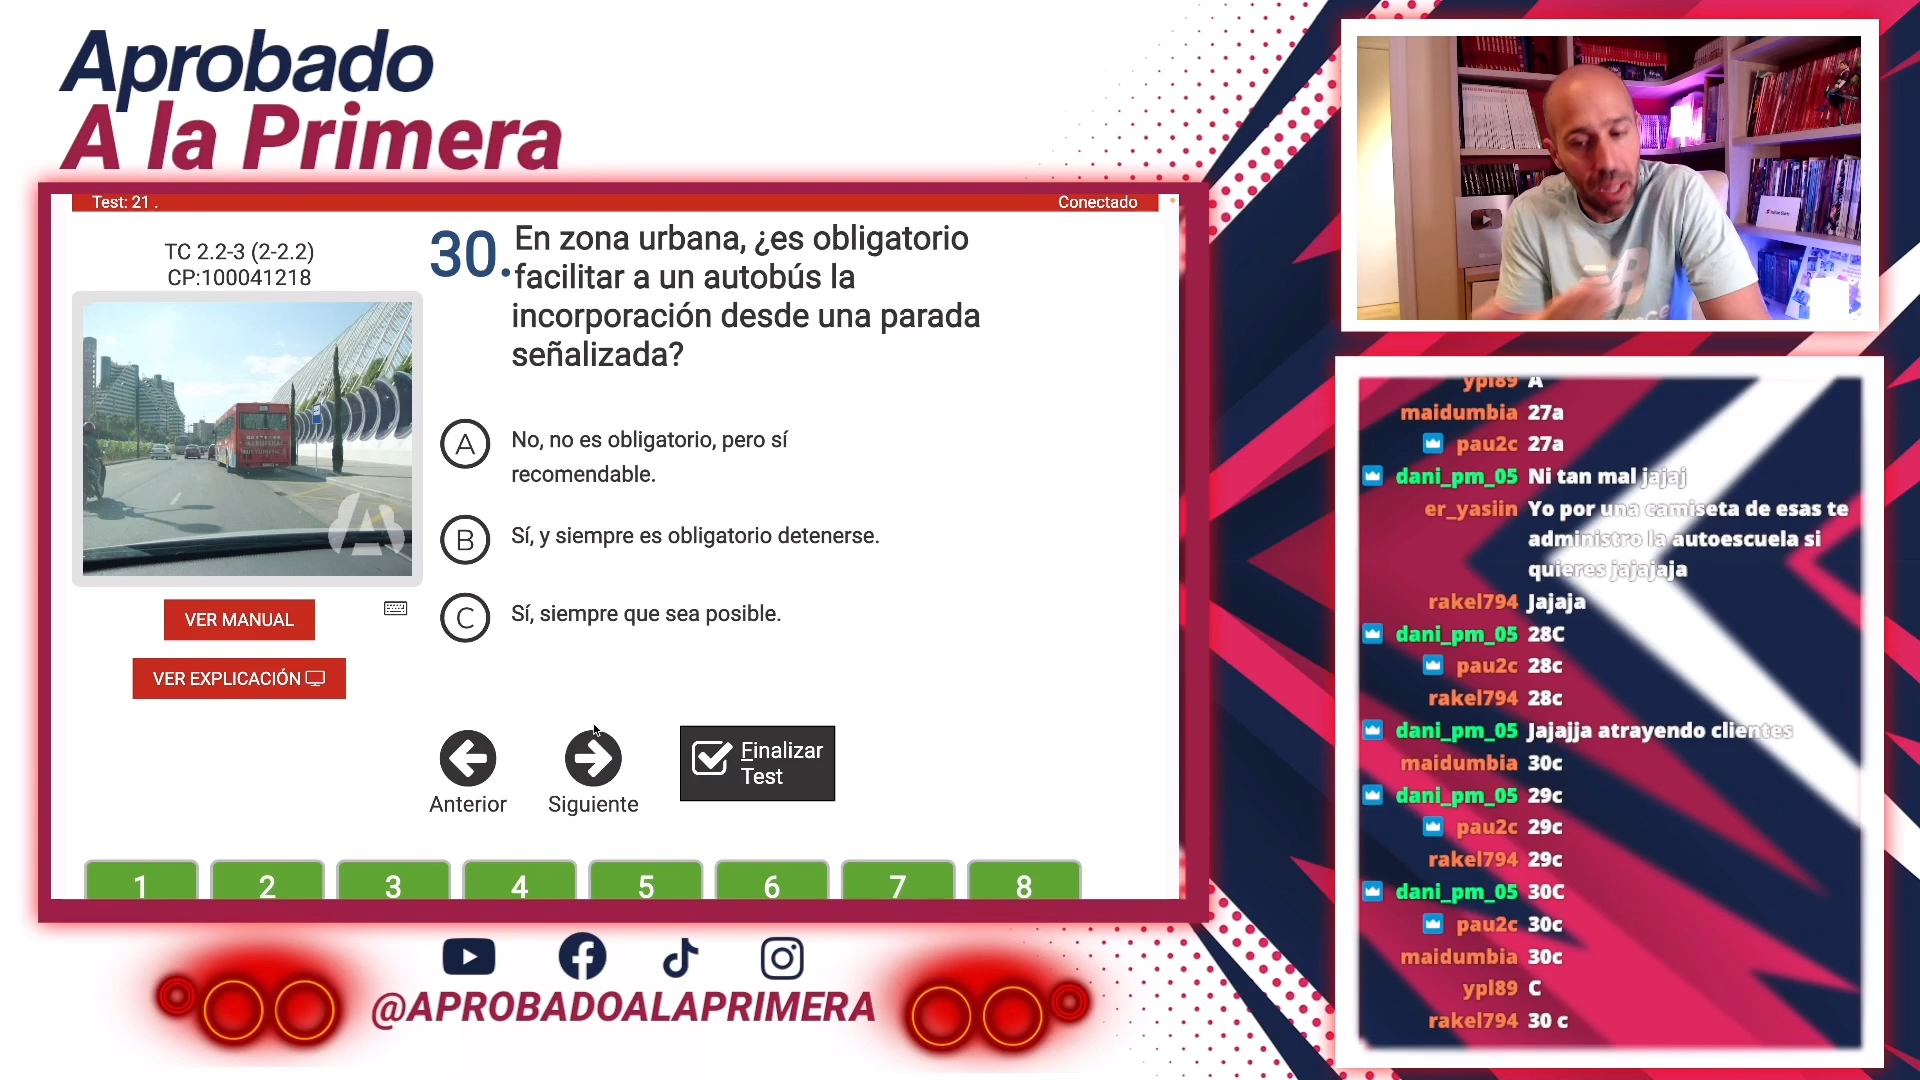 Aprobado
A la Primera
Test: 21 .
Conectado
TC 2.2-3 (2-2.2)
CP:100041218
30. En zona urbana, ¿es obligatorio
facilitar a un autobús la
incorporación desde una parada
señalizada?
A No, no es obligatorio, pero sí
recomendable.
B Sí, y siempre es obligatorio detenerse.
C Sí, siempre que sea posible.
VER MANUAL
VER EXPLICACIÓN
Anterior
Siguiente
Finalizar
Test
1 2 3 4 5 6 7 8
@APROBADOALAPRIMERA
ypl89 A
maidumbia 27a
pau2c 27a
dani_pm_05 Ni tan mal jajaj
er_yasiin Yo por una camiseta de esas te
administro la autoescuela si
quieres jajajaja
rakel794 Jajaja
dani_pm_05 28C
pau2c 28c
rakel794 28c
dani_pm_05 Jajajja atrayendo clientes
maidumbia 30c
dani_pm_05 29c
pau2c 29c
rakel794 29c
dani_pm_05 30C
pau2c 30c
maidumbia 30c
ypl89 C
rakel794 30 c